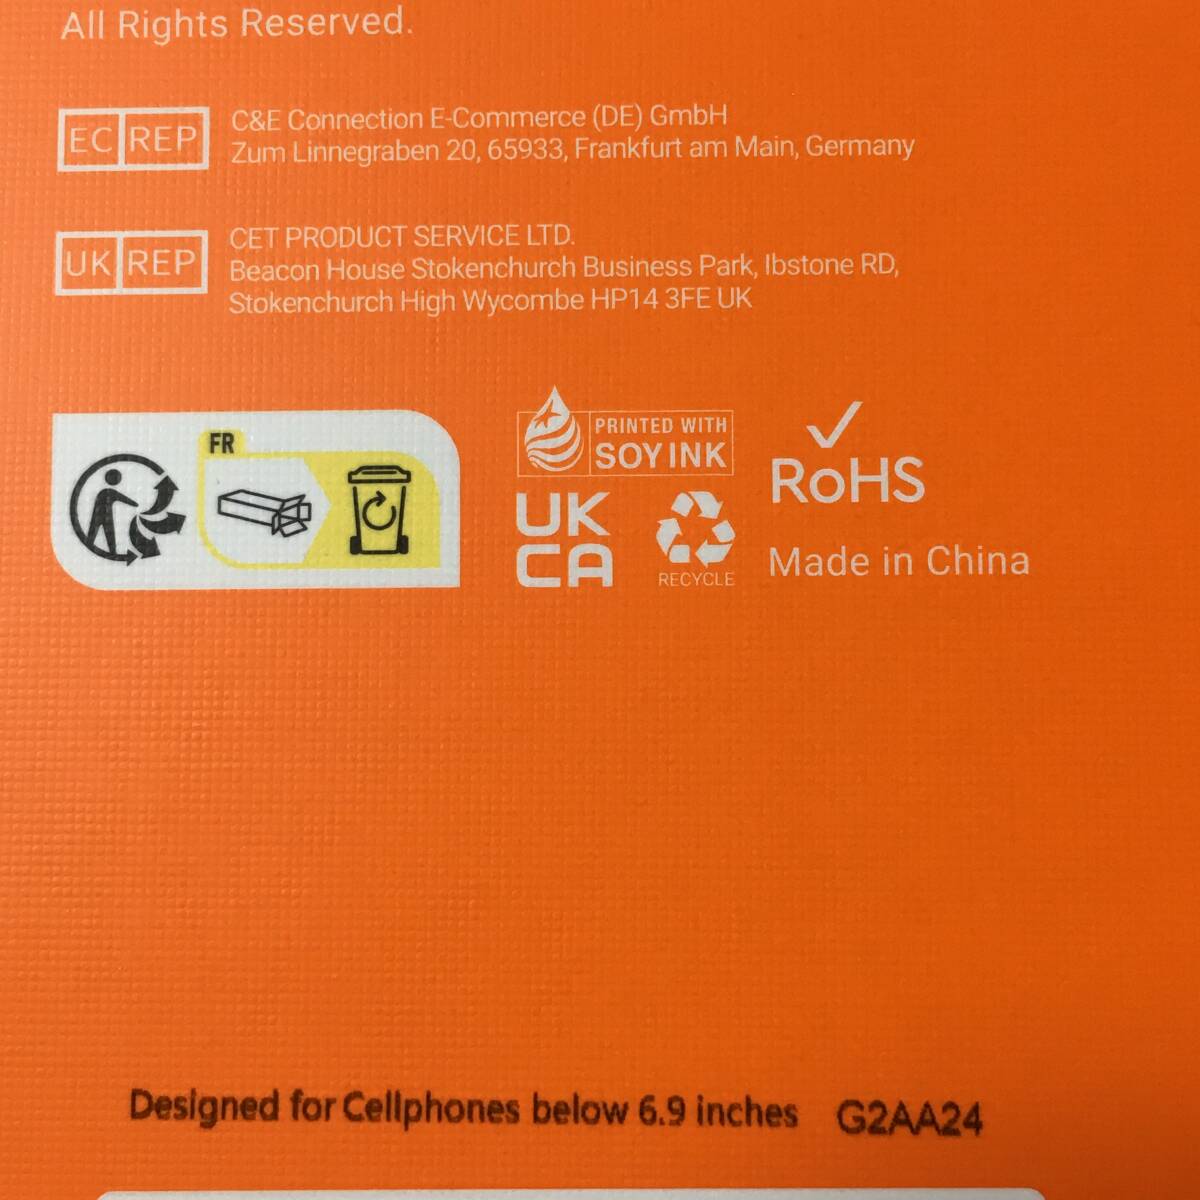 All Rights Reserved.
EC REP
C&E Connection E-Commerce (DE) GmbH
Zum Linnegraben 20, 65933, Frankfurt am Main, Germany
UK REP
CET PRODUCT SERVICE LTD.
Beacon House Stokenchurch Business Park, Ibstone RD,
Stokenchurch High Wycombe HP14 3FE UK
FR
PRINTED WITH
SOY INK
UK
CA
RECYCLE
RoHS
Made in China
Designed for Cellphones below 6.9 inches G2AA24